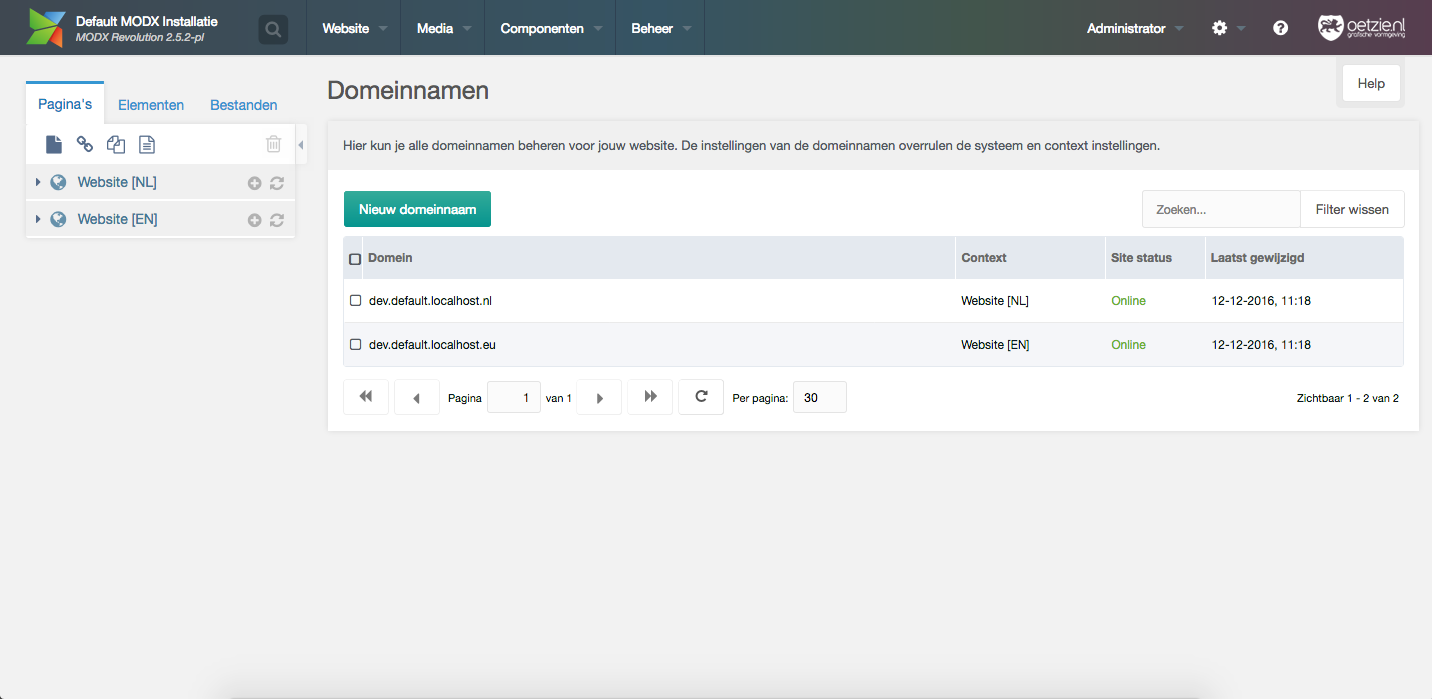 Default MODX Installatie
MODX Revolution 2.5.2-pl
Website
Media
Componenten
Beheer
Administrator
oetzie.nl
grafische vormgeving
Pagina's
Elementen
Bestanden
Website [NL]
Website [EN]
Domeinnamen
Help
Hier kun je alle domeinnamen beheren voor jouw website. De instellingen van de domeinnamen overrulen de systeem en context instellingen.
Nieuw domeinnaam
Zoeken...
Filter wissen
Domein Context Site status Laatst gewijzigd
dev.default.localhost.nl Website [NL] Online 12-12-2016, 11:18
dev.default.localhost.eu Website [EN] Online 12-12-2016, 11:18
Pagina 1 van 1 Per pagina: 30 Zichtbaar 1 - 2 van 2